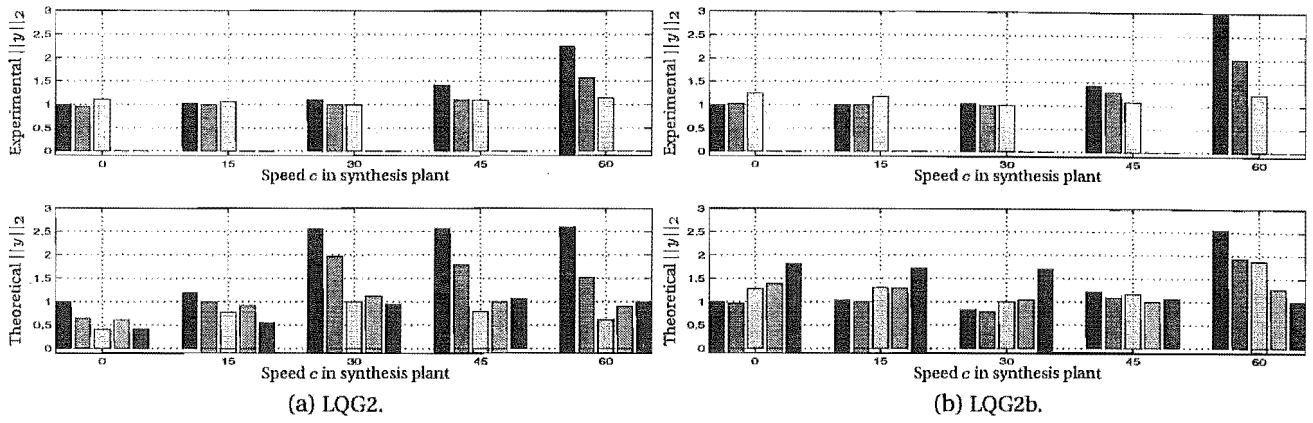 Experimental ||y||2
3
2.5
2
1.5
1
0.5
0
0 15 30 45 60
Speed c in synthesis plant
Theoretical ||y||2
3
2.5
2
1.5
1
0.5
0
0 15 30 45 60
Speed c in synthesis plant
(a) LQG2.
Experimental ||y||2
3
2.5
2
1.5
1
0.5
0
0 15 30 45 60
Speed c in synthesis plant
Theoretical ||y||2
3
2.5
2
1.5
1
0.5
0
0 15 30 45 60
Speed c in synthesis plant
(b) LQG2b.